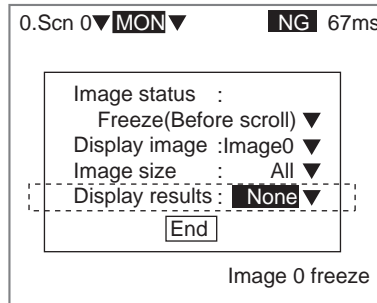 0.Scn 0▼ MON▼ NG 67ms
Image status :
Freeze(Before scroll) ▼
Display image :Image0 ▼
Image size : All ▼
Display results : None▼
End
Image 0 freeze